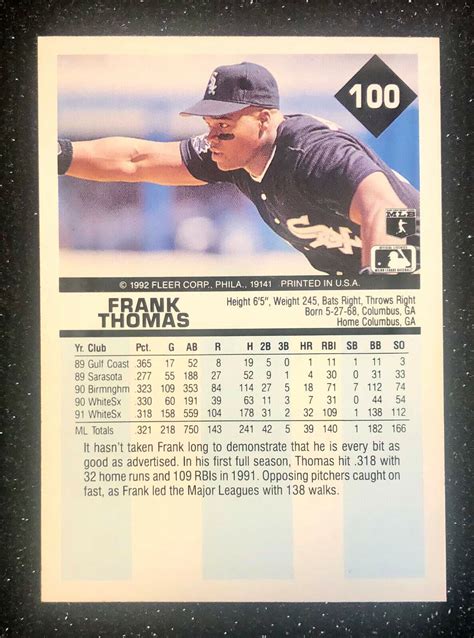 100
Sox
MLB
MAJOR LEAGUE BASEBALL
© 1992 FLEER CORP., PHILA., 19141 PRINTED IN U.S.A.
FRANK THOMAS
Height 6'5", Weight 245, Bats Right, Throws Right
Born 5-27-68, Columbus, GA
Home Columbus, GA
Yr. Club Pct. G AB R H 2B 3B HR RBI SB BB SO
89 Gulf Coast .365 17 52 8 19 5 0 1 11 4 11 3
89 Sarasota .277 55 188 27 52 9 1 4 30 0 31 33
90 Birmnghm .323 109 353 84 114 27 5 18 71 7 112 74
90 WhiteSx .330 60 191 39 63 11 3 7 31 0 44 54
91 WhiteSx .318 158 559 104 178 31 2 32 109 1 138 112
ML Totals .321 218 750 143 241 42 5 39 140 1 182 166
It hasn't taken Frank long to demonstrate that he is every bit as
good as advertised. In his first full season, Thomas hit .318 with
32 home runs and 109 RBIs in 1991. Opposing pitchers caught on
fast, as Frank led the Major Leagues with 138 walks.